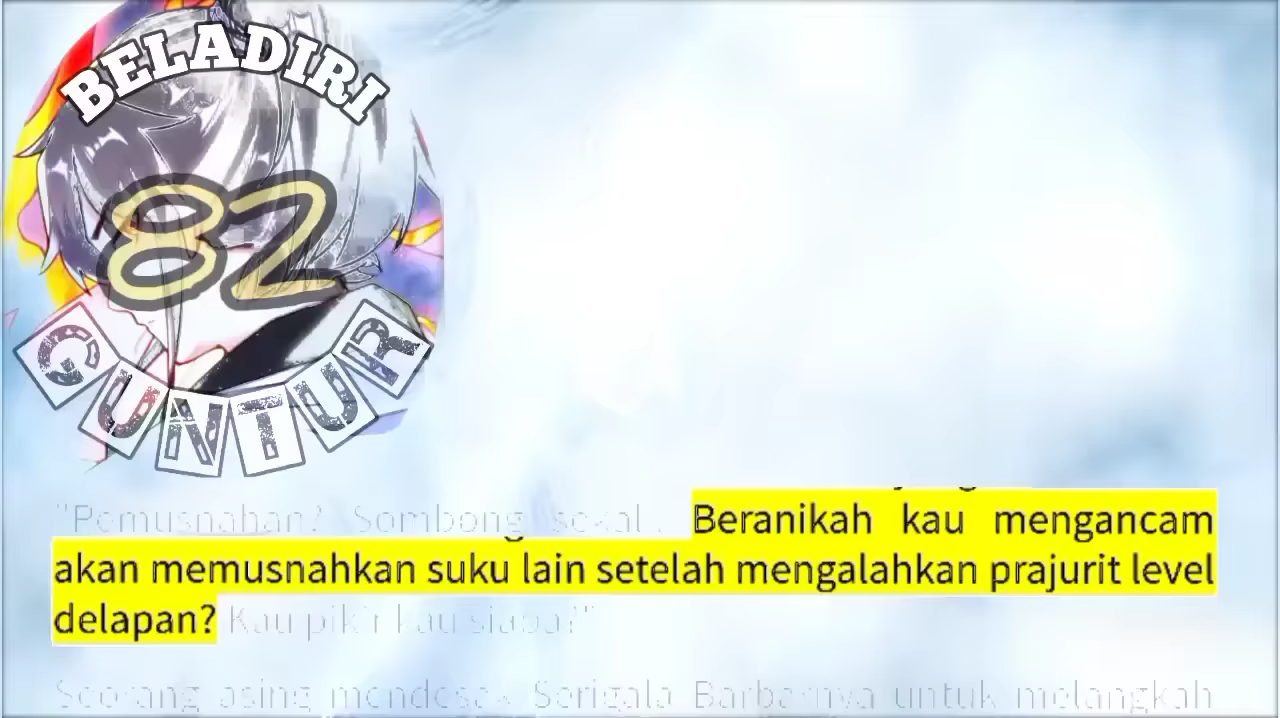 BELADIRI
82
GUNTUR
"Pemusnahan? Sombong sekali. Beranikah kau mengancam
akan memusnahkan suku lain setelah mengalahkan prajurit level
delapan? Kau pikir kau siapa?"
Seorang asing mendesak Serigala Barbarnya untuk melangkah